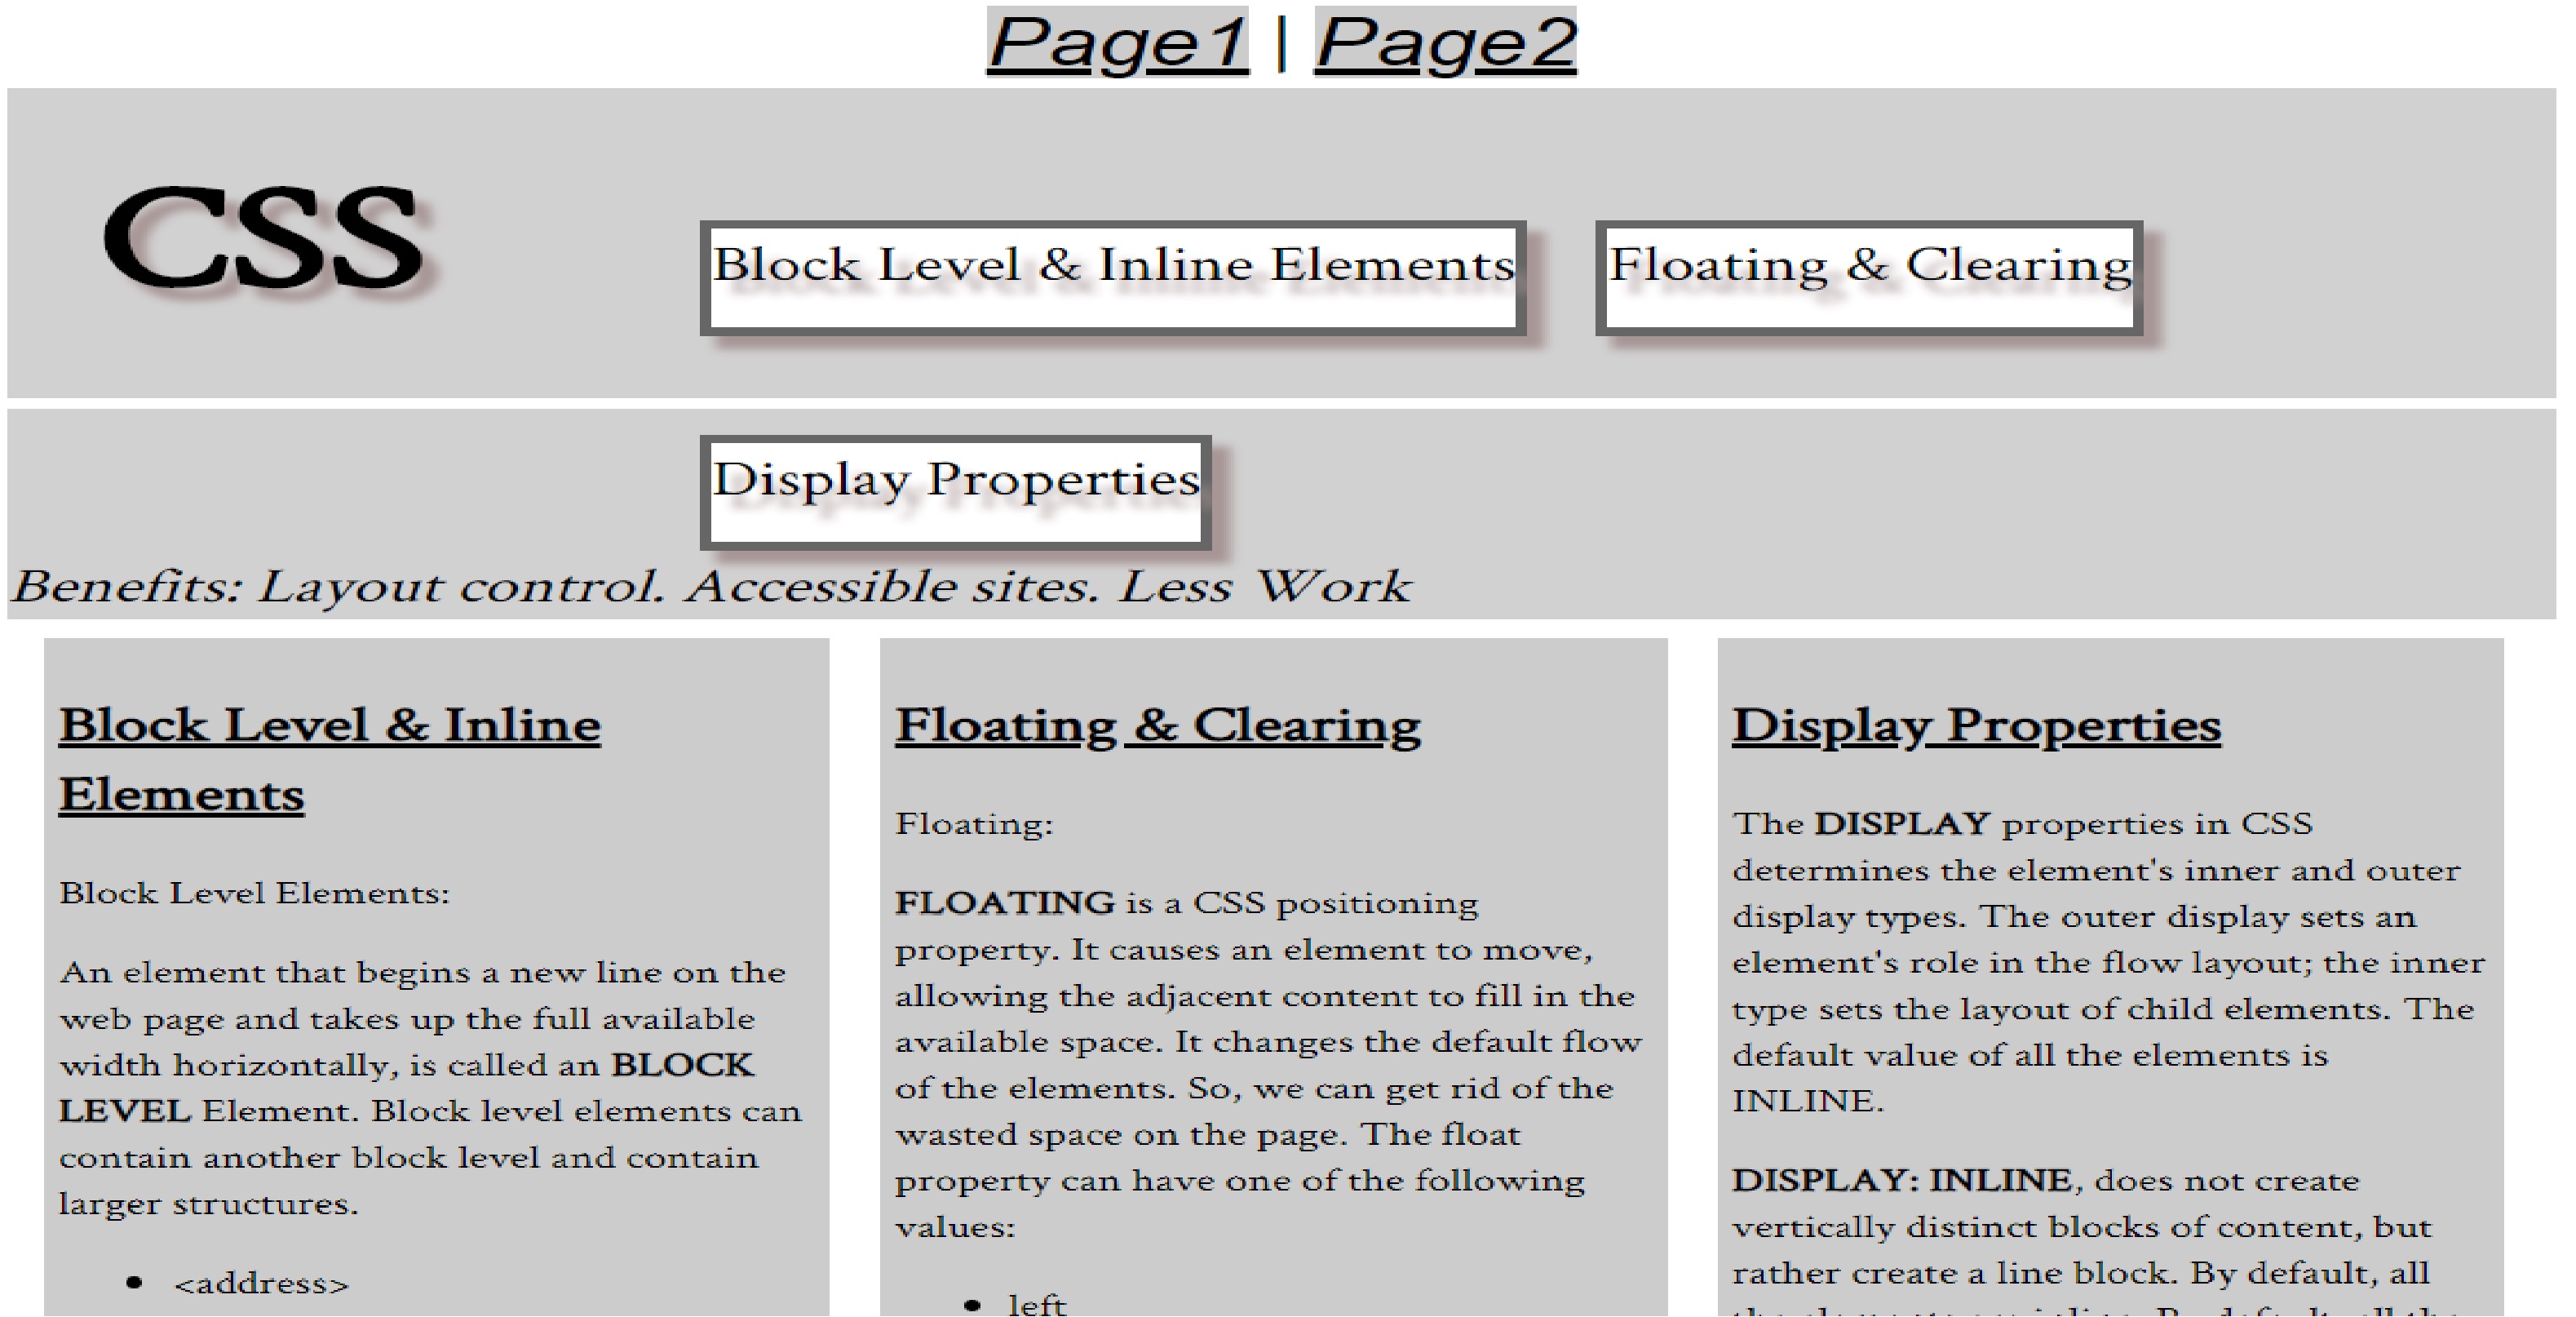 Page1 | Page2
CSS
Block Level & Inline Elements
Floating & Clearing
Display Properties
Benefits: Layout control. Accessible sites. Less Work
Block Level & Inline
Elements
Block Level Elements:
An element that begins a new line on the
web page and takes up the full available
width horizontally, is called an BLOCK
LEVEL Element. Block level elements can
contain another block level and contain
larger structures.
• <address>
Floating & Clearing
Floating:
FLOATING is a CSS positioning
property. It causes an element to move,
allowing the adjacent content to fill in the
available space. It changes the default flow
of the elements. So, we can get rid of the
wasted space on the page. The float
property can have one of the following
values:
• left
Display Properties
The DISPLAY properties in CSS
determines the element's inner and outer
display types. The outer display sets an
element's role in the flow layout; the inner
type sets the layout of child elements. The
default value of all the elements is
INLINE.
DISPLAY: INLINE, does not create
vertically distinct blocks of content, but
rather create a line block. By default, all